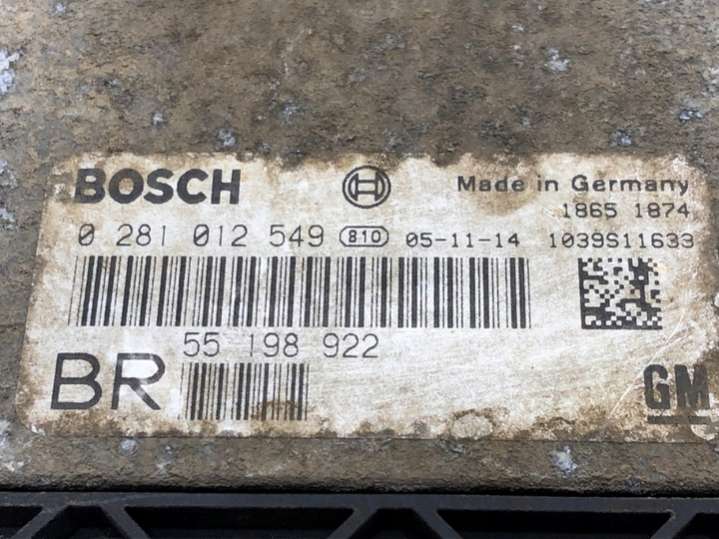 BOSCH Made in Germany
1865 1874
0 281 012 549 810 05-11-14 1039S11633
55 198 922
BR GM